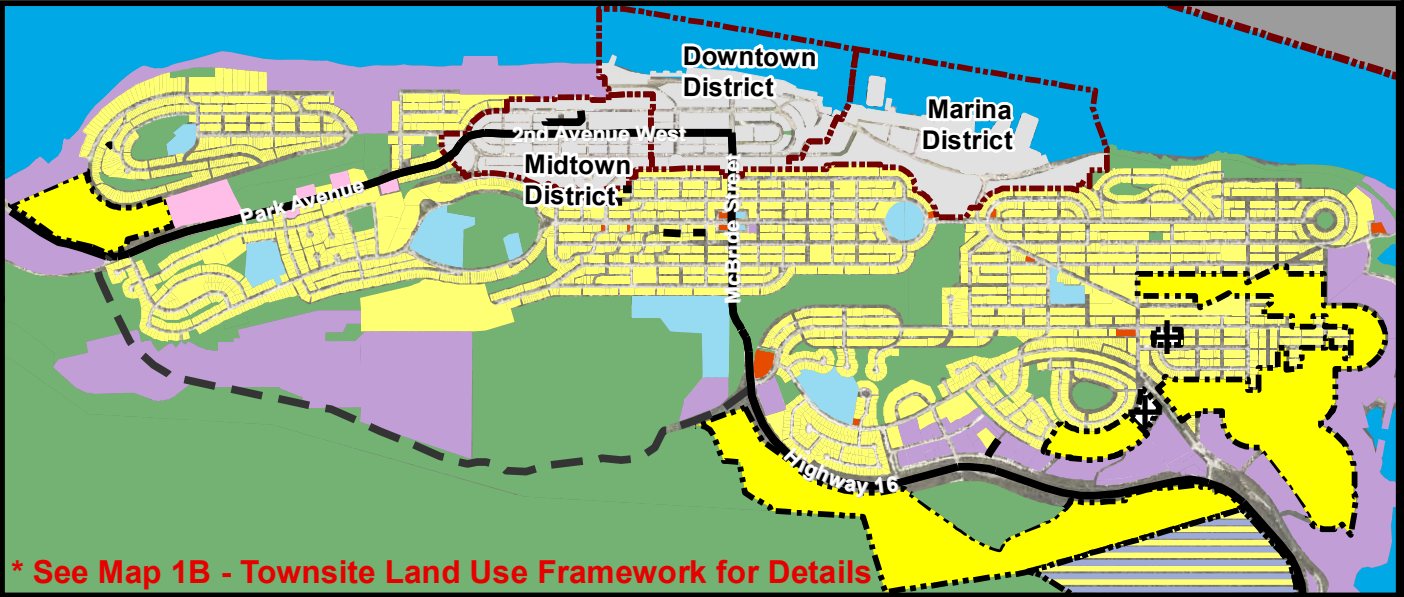 Downtown
District
Marina
District
2nd Avenue West
Midtown
District
Park Avenue
McBride Street
Highway 16
* See Map 1B - Townsite Land Use Framework for Details